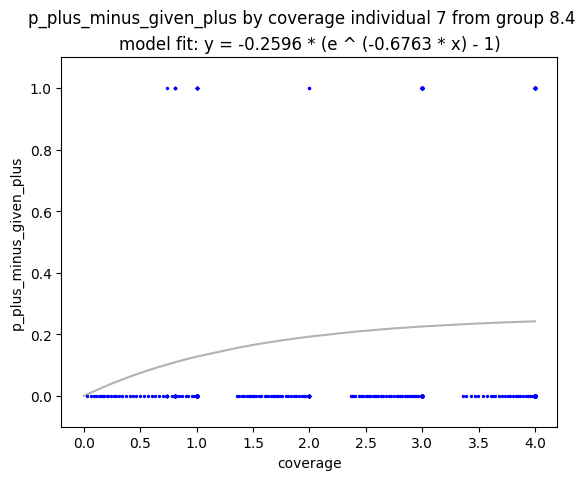 p_plus_minus_given_plus by coverage individual 7 from group 8.4
model fit: y = -0.2596 * (e ^ (-0.6763 * x) - 1)
1.0
0.8
0.6
0.4
0.2
0.0
p_plus_minus_given_plus
0.0 0.5 1.0 1.5 2.0 2.5 3.0 3.5 4.0
coverage